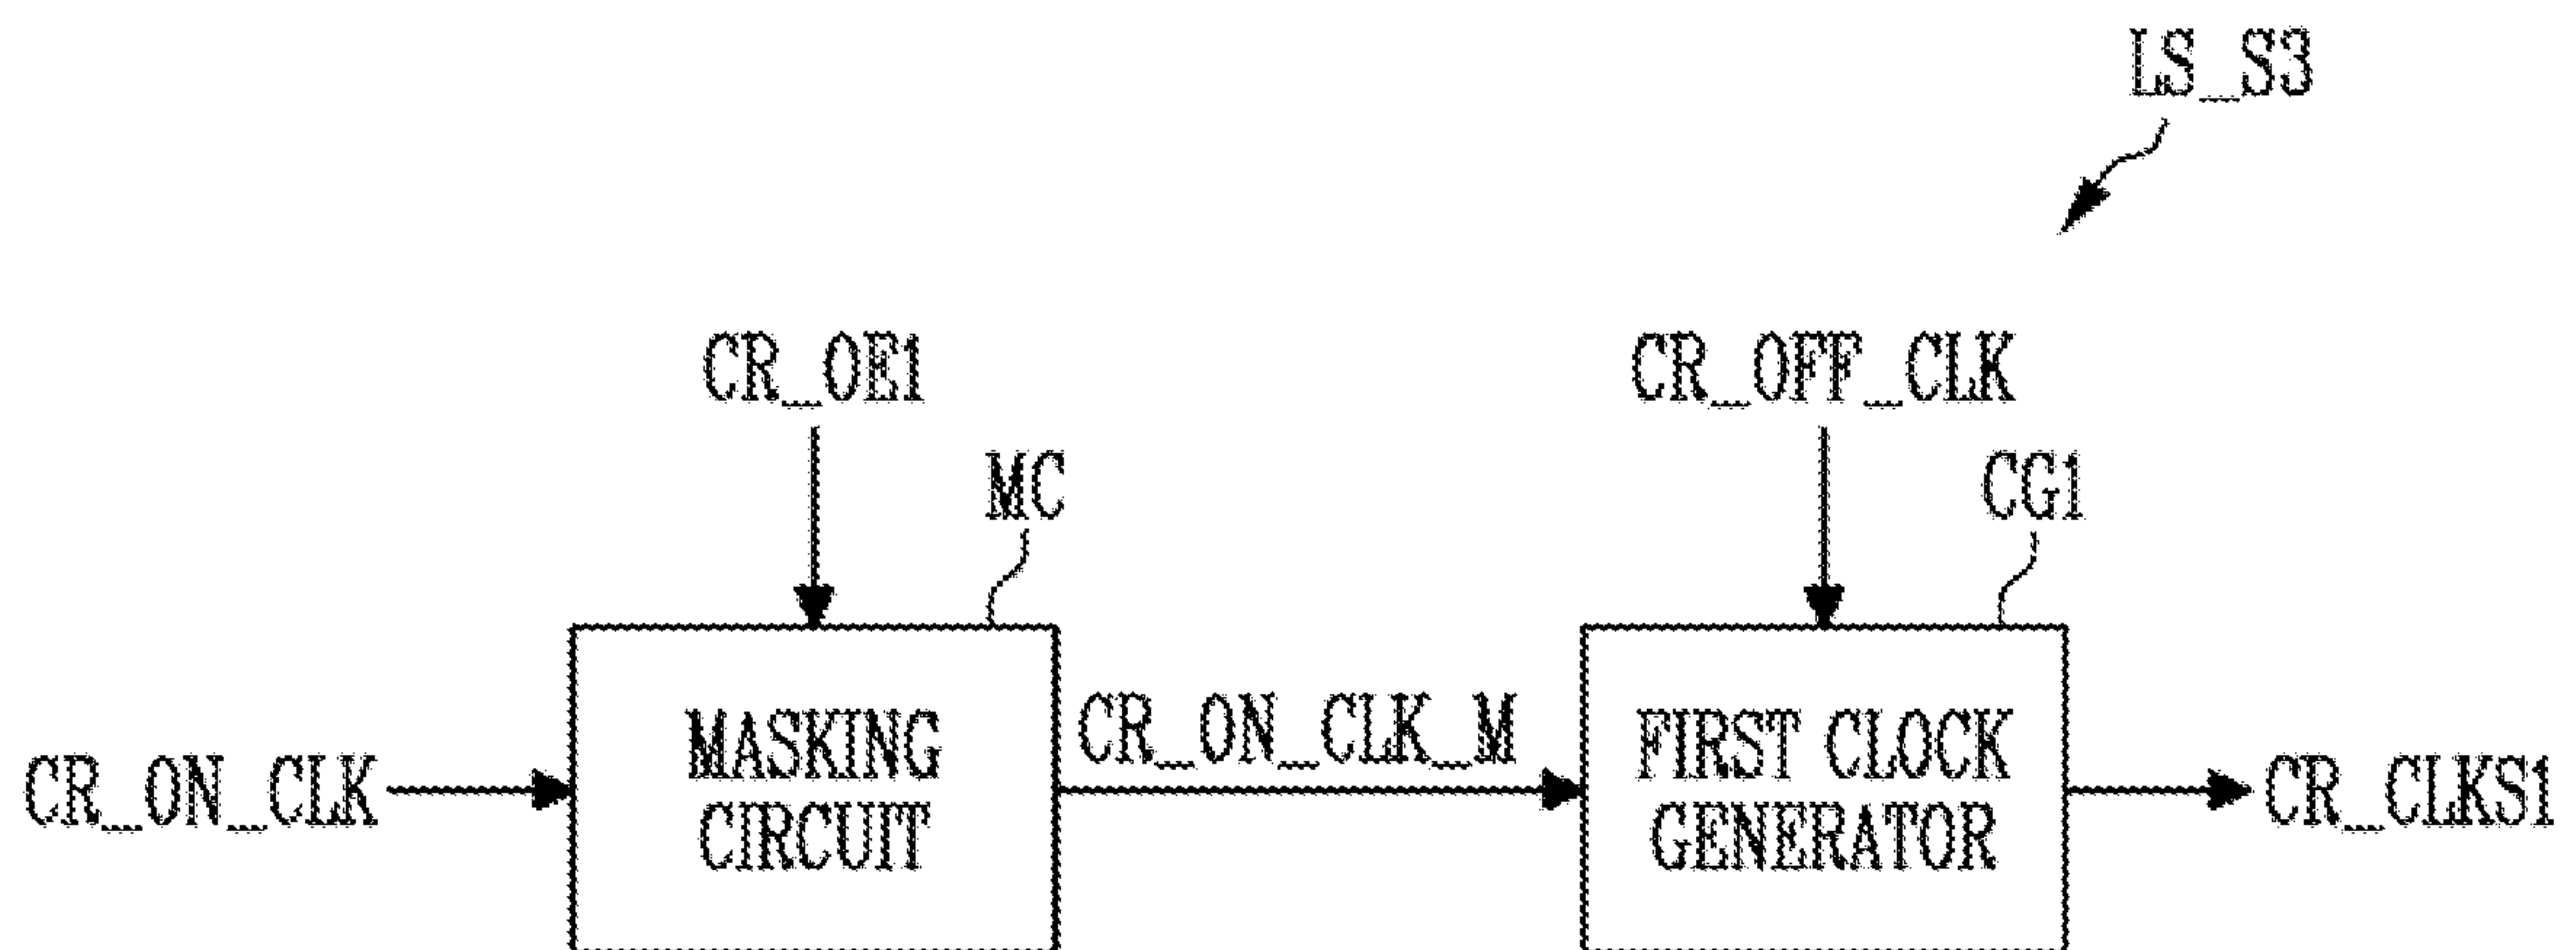 LS_S3
CR_OE1
CR_OFF_CLK
MC
CG1
CR_ON_CLK
MASKING
CIRCUIT
CR_ON_CLK_M
FIRST CLOCK
GENERATOR
CR_CLKS1